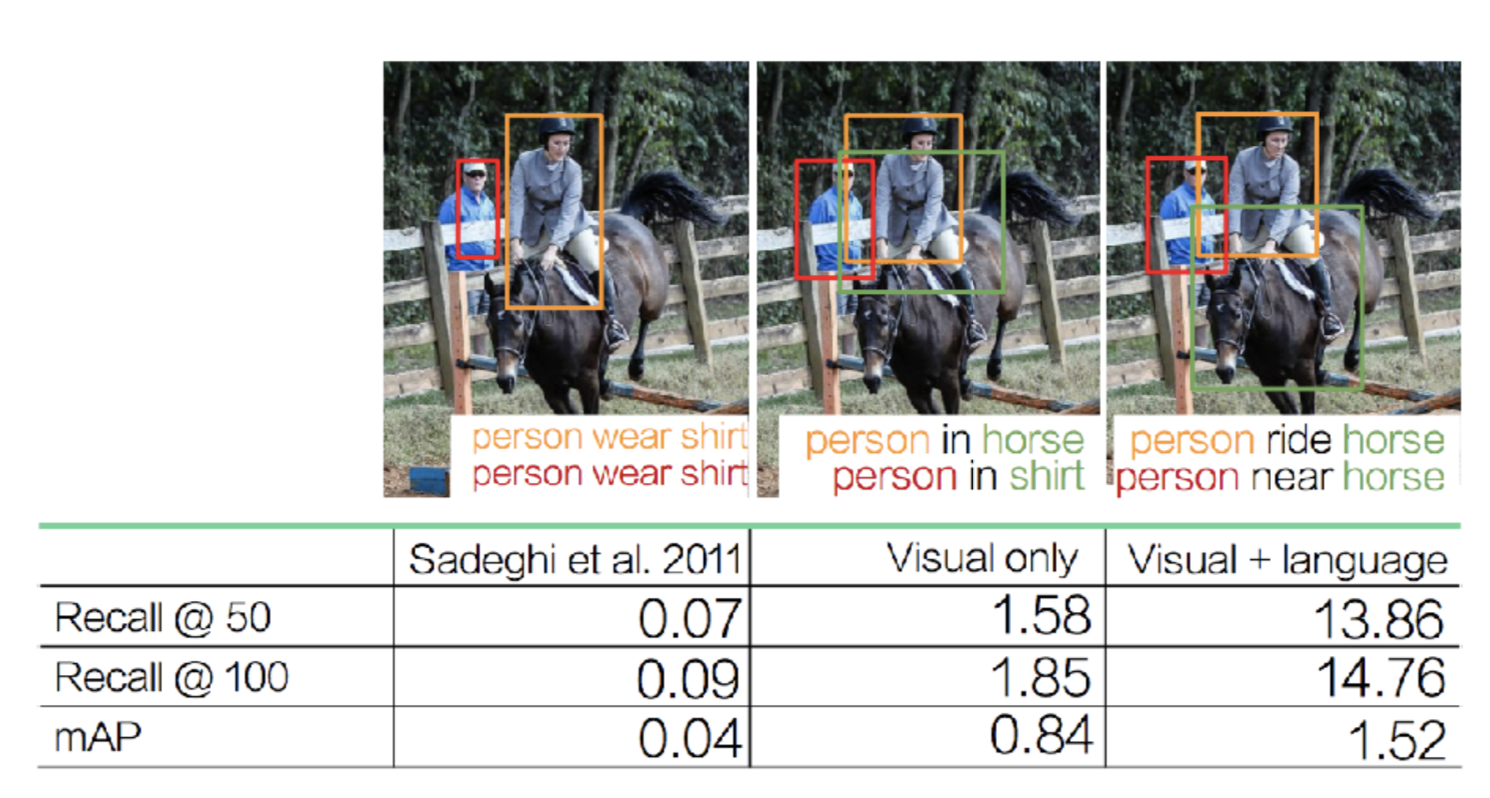 person wear shirt
person wear shirt
person in horse
person in shirt
person ride horse
person near horse
Sadeghi et al. 2011 Visual only Visual + language
Recall @ 50 0.07 1.58 13.86
Recall @ 100 0.09 1.85 14.76
mAP 0.04 0.84 1.52